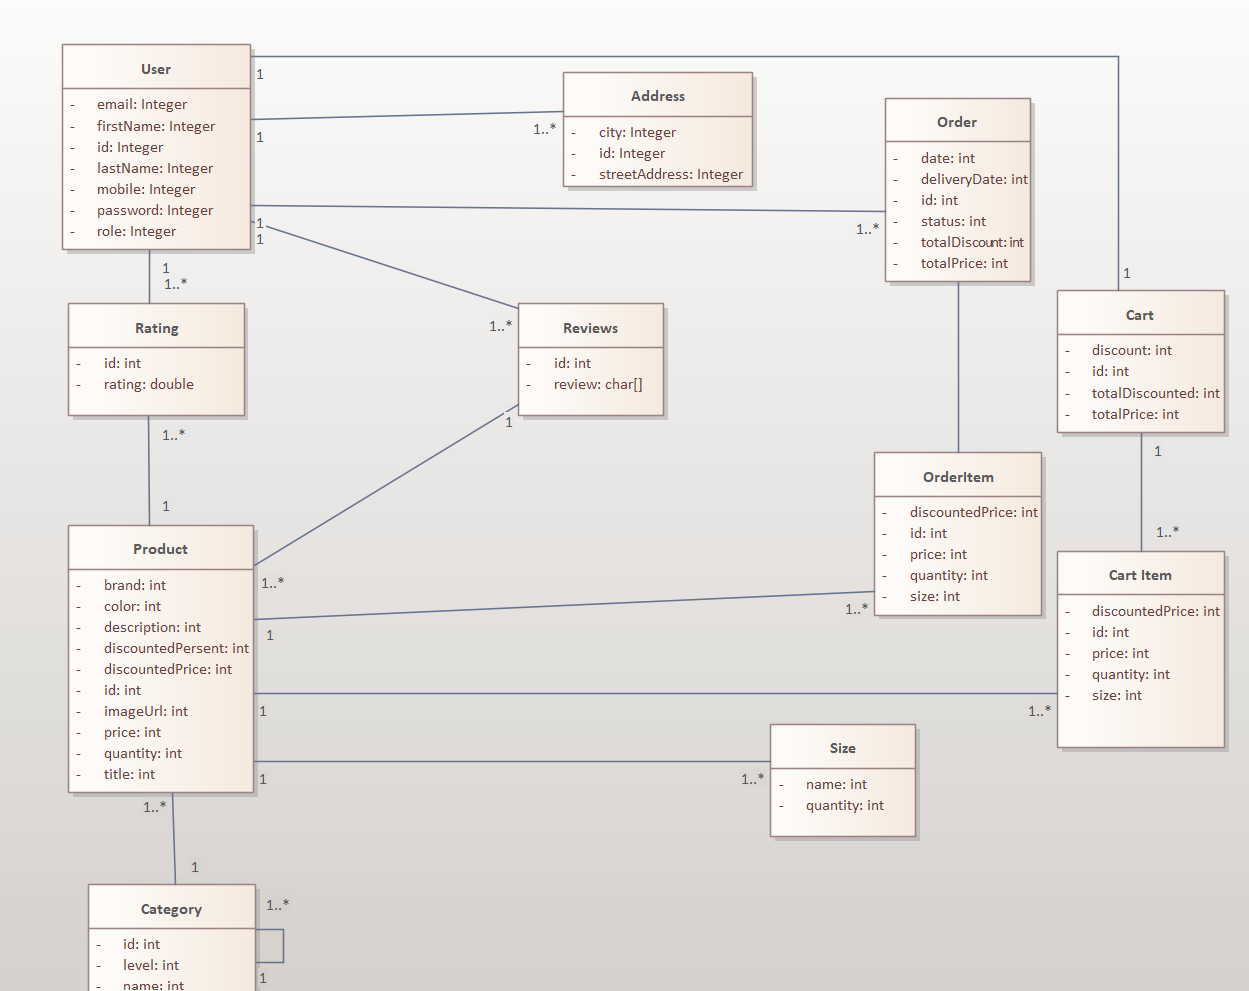 User
- email: Integer
- firstName: Integer
- id: Integer
- lastName: Integer
- mobile: Integer
- password: Integer
- role: Integer
1
1
1
1
1
1..*
Address
- city: Integer
- id: Integer
- streetAddress: Integer
1..*
Order
- date: int
- deliveryDate: int
- id: int
- status: int
- totalDiscount: int
- totalPrice: int
1..*
1
Cart
- discount: int
- id: int
- totalDiscounted: int
- totalPrice: int
1
1..*
Rating
- id: int
- rating: double
1..*
1
1..*
Reviews
- id: int
- review: char[]
1
1..*
OrderItem
- discountedPrice: int
- id: int
- price: int
- quantity: int
- size: int
1..*
Cart Item
- discountedPrice: int
- id: int
- price: int
- quantity: int
- size: int
1..*
Product
- brand: int
- color: int
- description: int
- discountedPersent: int
- discountedPrice: int
- id: int
- imageUrl: int
- price: int
- quantity: int
- title: int
1
1
1
1..*
Size
- name: int
- quantity: int
1..*
1
Category
- id: int
- level: int
- name: int
1..*
1